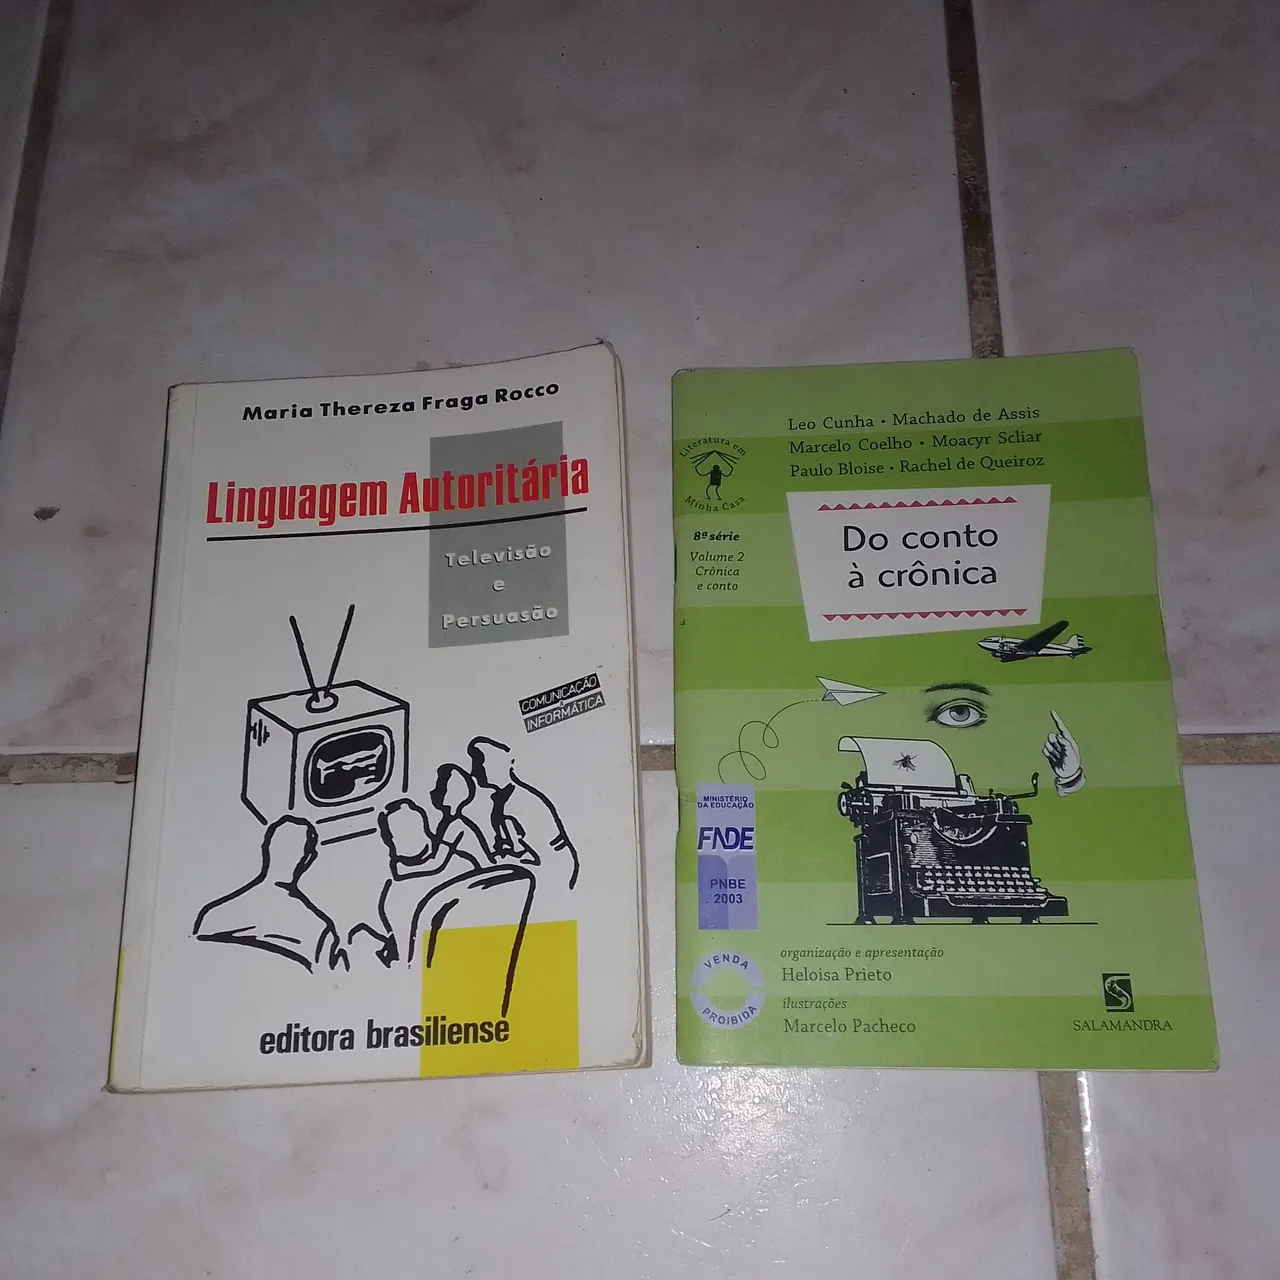 Maria Thereza Fraga Rocco
Linguagem Autoritária
Televisão
e
Persuasão
COMUNICAÇÃO
INFORMÁTICA
editora brasiliense
Leo Cunha • Machado de Assis
Marcelo Coelho • Moacyr Scliar
Paulo Bloise • Rachel de Queiroz
Literatura em
Minha Casa
8ª série
Volume 2
Crônica
e conto
Do conto
à crônica
MINISTÉRIO
DA EDUCAÇÃO
FNDE
PNBE
2003
VENDA
PROIBIDA
organização e apresentação
Heloisa Prieto
ilustrações
Marcelo Pacheco
SALAMANDRA